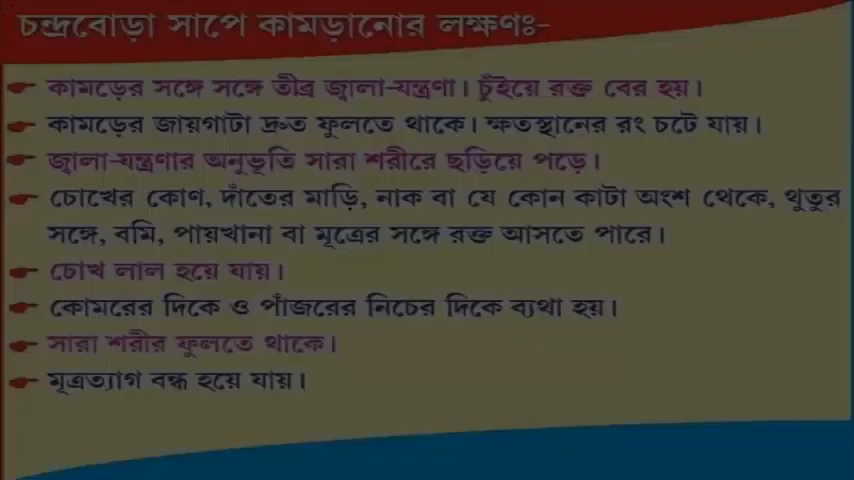 চন্দ্রবোড়া সাপে কামড়ানোর লক্ষণঃ-
কামড়ের সঙ্গে সঙ্গে তীব্র জ্বালা-যন্ত্রণা। চুঁইয়ে রক্ত বের হয়।
কামড়ের জায়গাটা দ্রুত ফুলতে থাকে। ক্ষতস্থানের রং চটে যায়।
জ্বালা-যন্ত্রণার অনুভূতি সারা শরীরে ছড়িয়ে পড়ে।
চোখের কোণ, দাঁতের মাড়ি, নাক বা যে কোন কাটা অংশ থেকে, থুতুর
সঙ্গে, বমি, পায়খানা বা মূত্রের সঙ্গে রক্ত আসতে পারে।
চোখ লাল হয়ে যায়।
কোমরের দিকে ও পাঁজরের নিচের দিকে ব্যথা হয়।
সারা শরীর ফুলতে থাকে।
মূত্রত্যাগ বন্ধ হয়ে যায়।